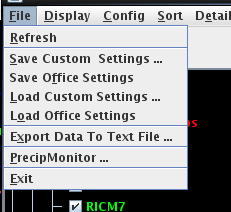 File Display Config Sort
Refresh
Save Custom Settings ...
Save Office Settings
Load Custom Settings ...
Load Office Settings
Export Data To Text File ...
PrecipMonitor ...
Exit
RICM7